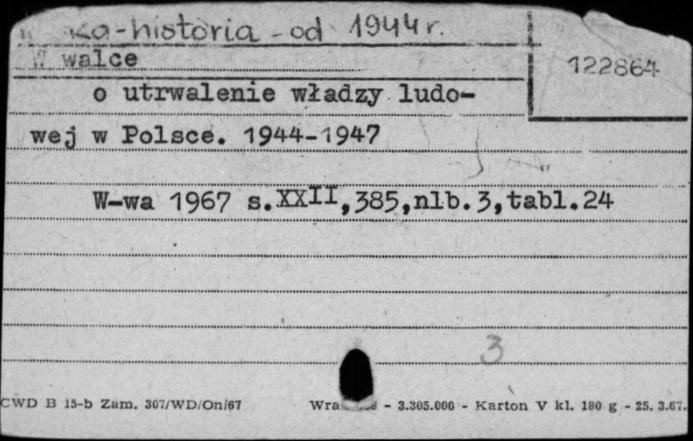 -historia - od 1944 r.
W walce
122864
o utrwalenie władzy ludo-
wej w Polsce. 1944-1947
W-wa 1967 s.XXII,385,nlb.3,tabl.24
3
CWD B 15-b Zam. 307/WD/On/67 - 3.305.000 - Karton V kl. 180 g - 25. 3.67.